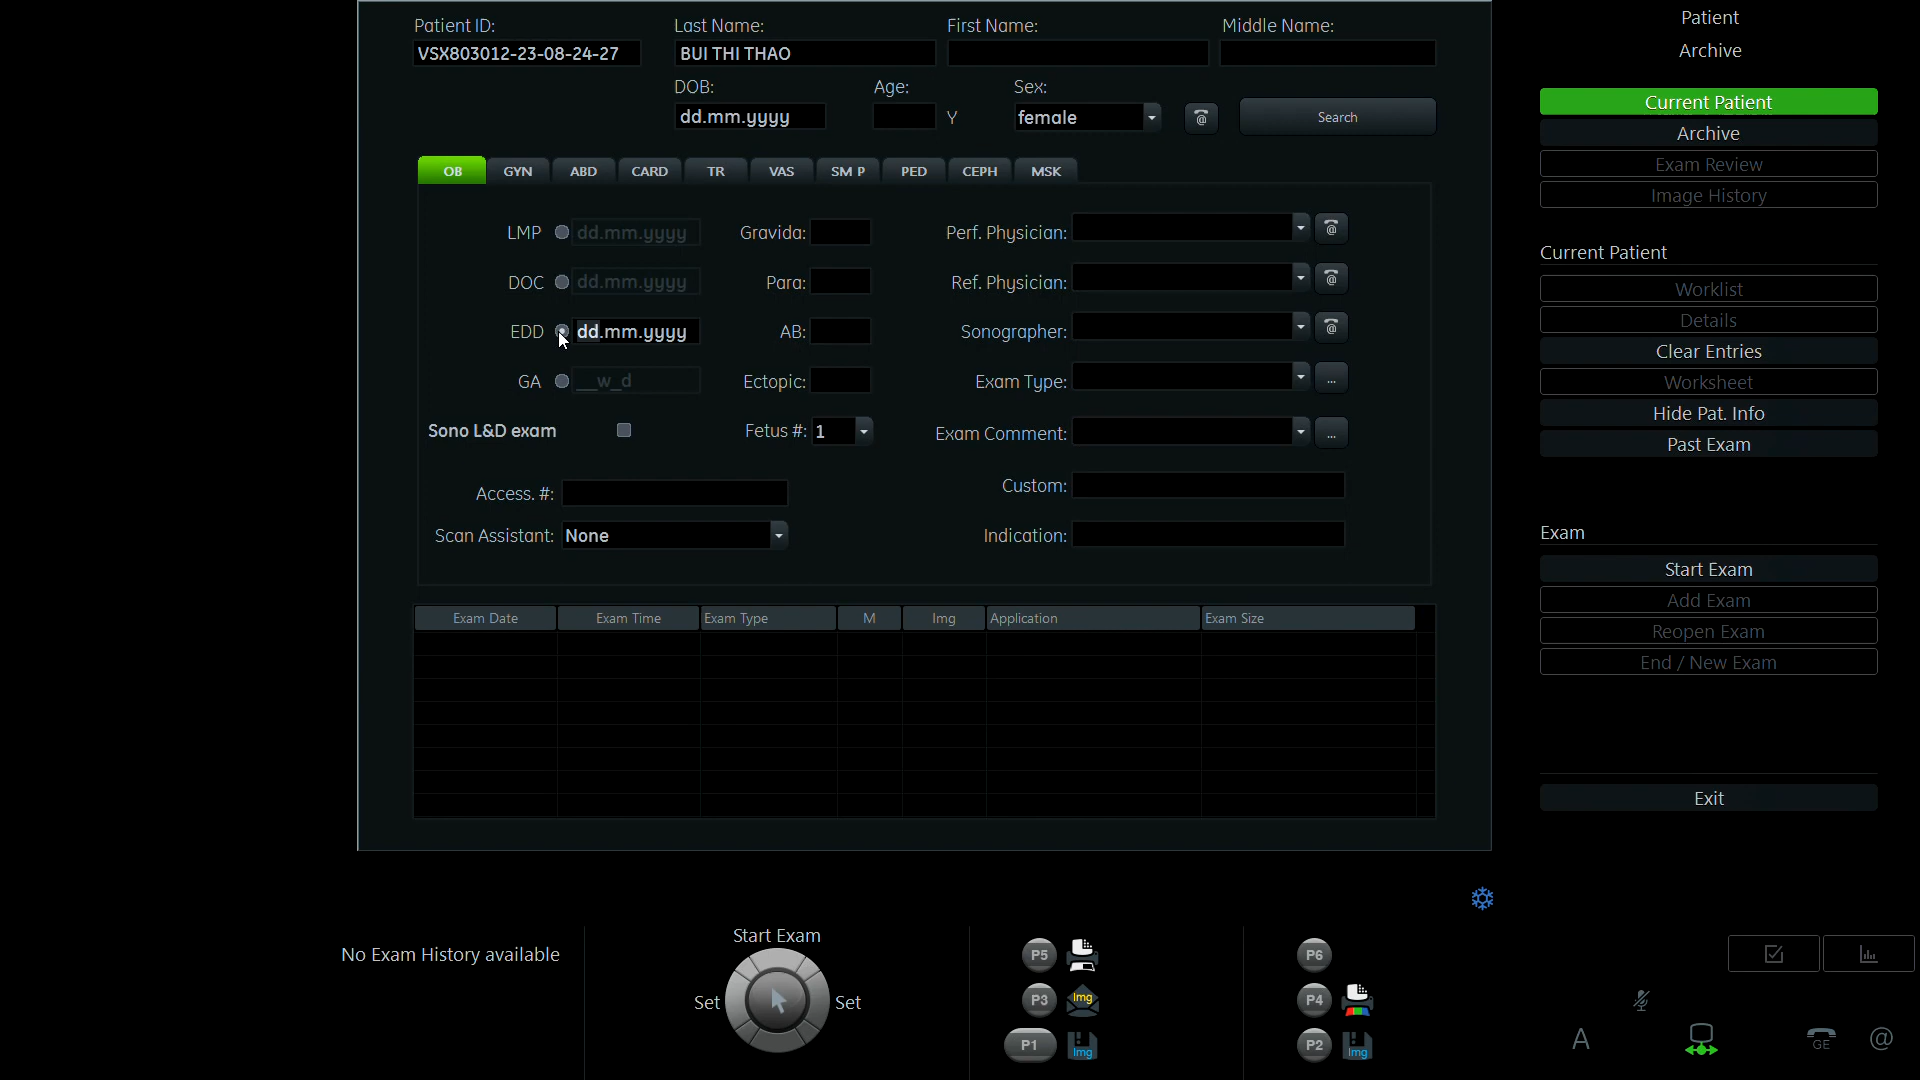 Patient ID: Last Name: First Name: Middle Name:
VSX803012-23-08-24-27 BUI THI THAO
DOB: Age: Sex:
dd.mm.yyyy Y female Search
OB GYN ABD CARD TR VAS SM P PED CEPH MSK
LMP dd.mm.yyyy Gravida: Perf. Physician:
DOC dd.mm.yyyy Para: Ref. Physician:
EDD dd.mm.yyyy AB: Sonographer:
GA __w_d Ectopic: Exam Type: ...
Sono L&D exam Fetus #: 1 Exam Comment: ...
Access. #: Custom:
Scan Assistant: None Indication:
Exam Date Exam Time Exam Type M Img Application Exam Size
Patient
Archive
Current Patient
Archive
Exam Review
Image History
Current Patient
Worklist
Details
Clear Entries
Worksheet
Hide Pat. Info
Past Exam
Exam
Start Exam
Add Exam
Reopen Exam
End / New Exam
Exit
No Exam History available
Start Exam
Set Set
P5 P6
P3 Img P4
P1 Img P2 Img
A GE @